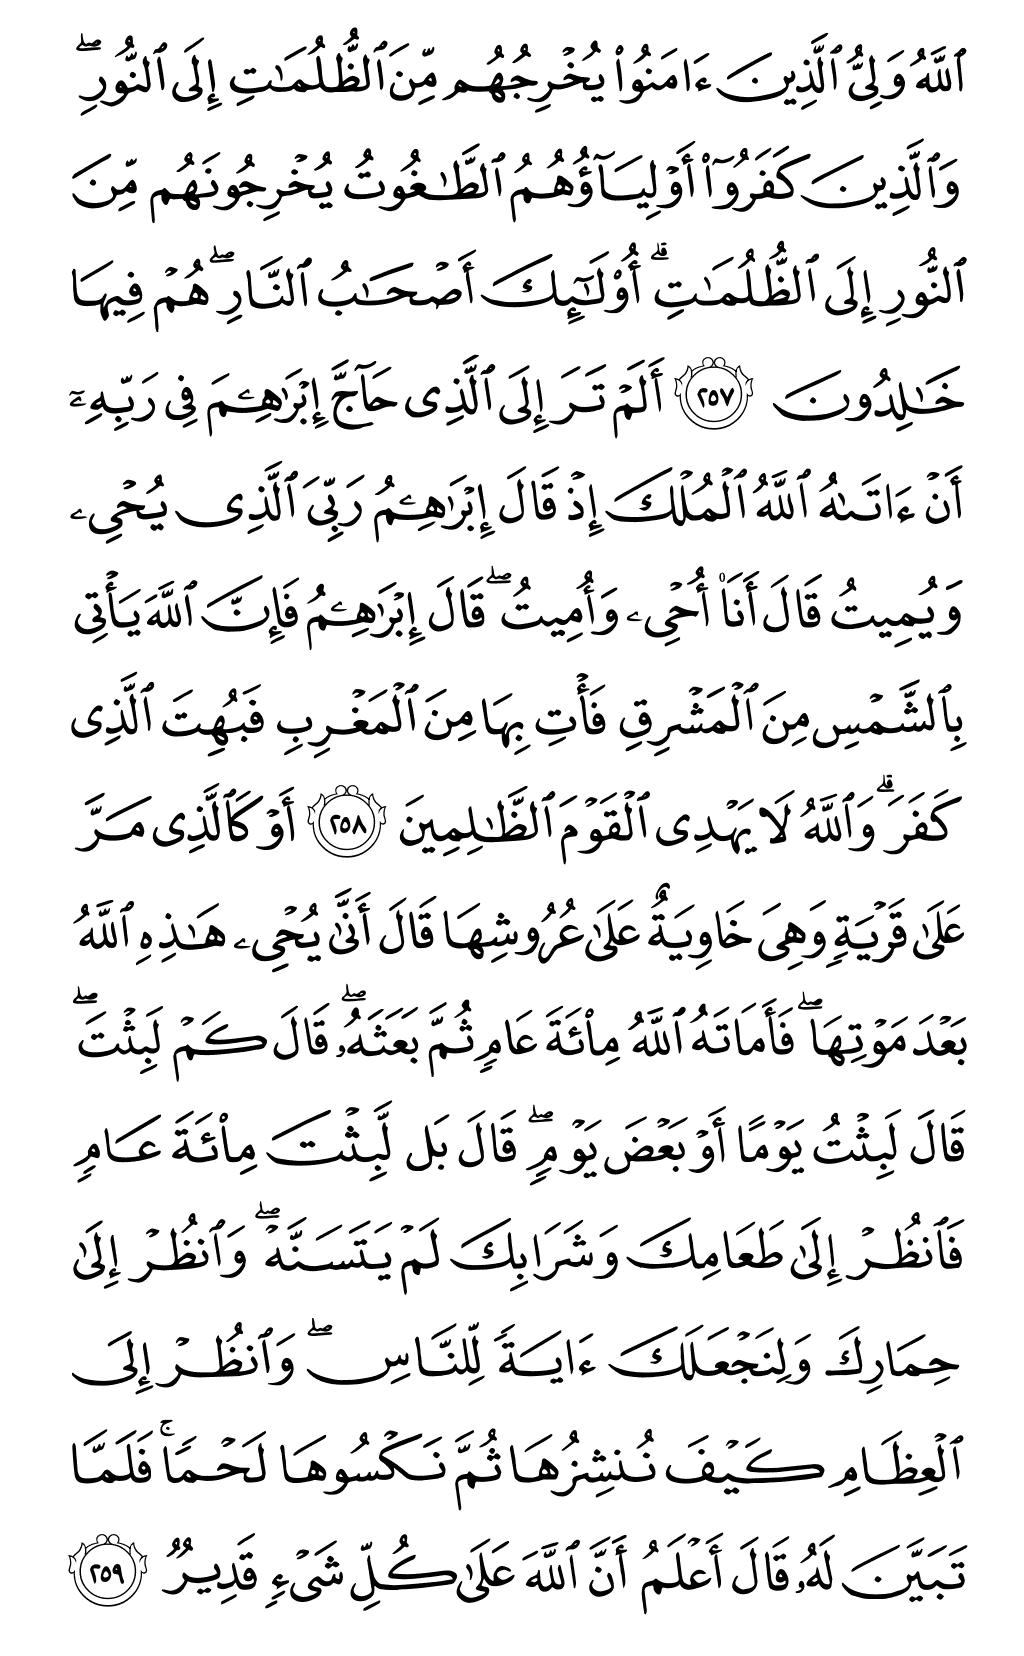 ٱللَّهُ وَلِىُّ ٱلَّذِينَ ءَامَنُوا۟ يُخْرِجُهُم مِّنَ ٱلظُّلُمَٰتِ إِلَى ٱلنُّورِ ۖ
وَٱلَّذِينَ كَفَرُوٓا۟ أَوْلِيَآؤُهُمُ ٱلطَّٰغُوتُ يُخْرِجُونَهُم مِّنَ
ٱلنُّورِ إِلَى ٱلظُّلُمَٰتِ ۗ أُو۟لَٰٓئِكَ أَصْحَٰبُ ٱلنَّارِ ۖ هُمْ فِيهَا
خَٰلِدُونَ ٢٥٧ أَلَمْ تَرَ إِلَى ٱلَّذِى حَآجَّ إِبْرَٰهِۦمَ فِى رَبِّهِۦٓ
أَنْ ءَاتَىٰهُ ٱللَّهُ ٱلْمُلْكَ إِذْ قَالَ إِبْرَٰهِۦمُ رَبِّىَ ٱلَّذِى يُحْىِۦ
وَيُمِيتُ قَالَ أَنَا۠ أُحْىِۦ وَأُمِيتُ ۖ قَالَ إِبْرَٰهِۦمُ فَإِنَّ ٱللَّهَ يَأْتِى
بِٱلشَّمْسِ مِنَ ٱلْمَشْرِقِ فَأْتِ بِهَا مِنَ ٱلْمَغْرِبِ فَبُهِتَ ٱلَّذِى
كَفَرَ ۗ وَٱللَّهُ لَا يَهْدِى ٱلْقَوْمَ ٱلظَّٰلِمِينَ ٢٥٨ أَوْ كَٱلَّذِى مَرَّ
عَلَىٰ قَرْيَةٍ وَهِىَ خَاوِيَةٌ عَلَىٰ عُرُوشِهَا قَالَ أَنَّىٰ يُحْىِۦ هَٰذِهِ ٱللَّهُ
بَعْدَ مَوْتِهَا ۖ فَأَمَاتَهُ ٱللَّهُ مِا۟ئَةَ عَامٍ ثُمَّ بَعَثَهُۥ ۖ قَالَ كَمْ لَبِثْتَ ۖ
قَالَ لَبِثْتُ يَوْمًا أَوْ بَعْضَ يَوْمٍ ۖ قَالَ بَل لَّبِثْتَ مِا۟ئَةَ عَامٍ
فَٱنظُرْ إِلَىٰ طَعَامِكَ وَشَرَابِكَ لَمْ يَتَسَنَّهْ ۖ وَٱنظُرْ إِلَىٰ
حِمَارِكَ وَلِنَجْعَلَكَ ءَايَةً لِّلنَّاسِ ۖ وَٱنظُرْ إِلَى
ٱلْعِظَامِ كَيْفَ نُنشِزُهَا ثُمَّ نَكْسُوهَا لَحْمًا ۚ فَلَمَّا
تَبَيَّنَ لَهُۥ قَالَ أَعْلَمُ أَنَّ ٱللَّهَ عَلَىٰ كُلِّ شَىْءٍ قَدِيرٌ ٢٥٩